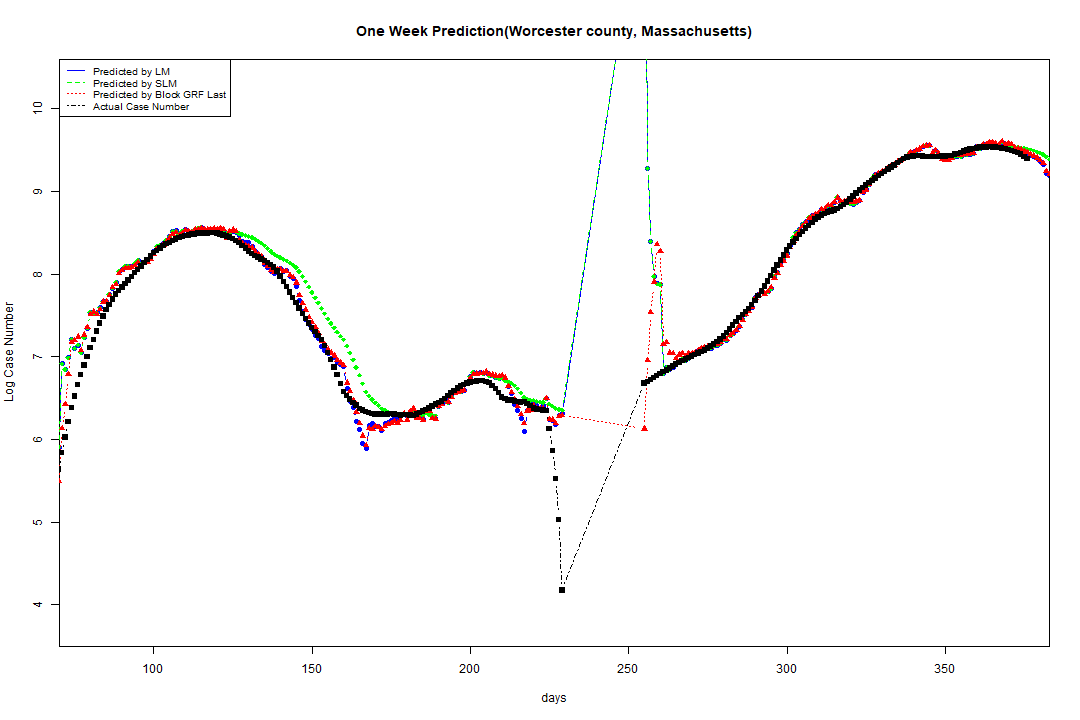 One Week Prediction(Worcester county, Massachusetts)
Predicted by LM
Predicted by SLM
Predicted by Block GRF Last
Actual Case Number
10
9
8
7
6
5
4
Log Case Number
100 150 200 250 300 350
days